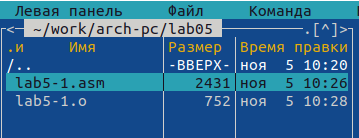 Левая панель Файл Команда
<─ ~/work/arch-pc/lab05 ─.[^]>
.и Имя Размер Время правки
/.. -ВВЕРХ- ноя 5 10:20
lab5-1.asm 2431 ноя 5 10:26
lab5-1.o 752 ноя 5 10:28